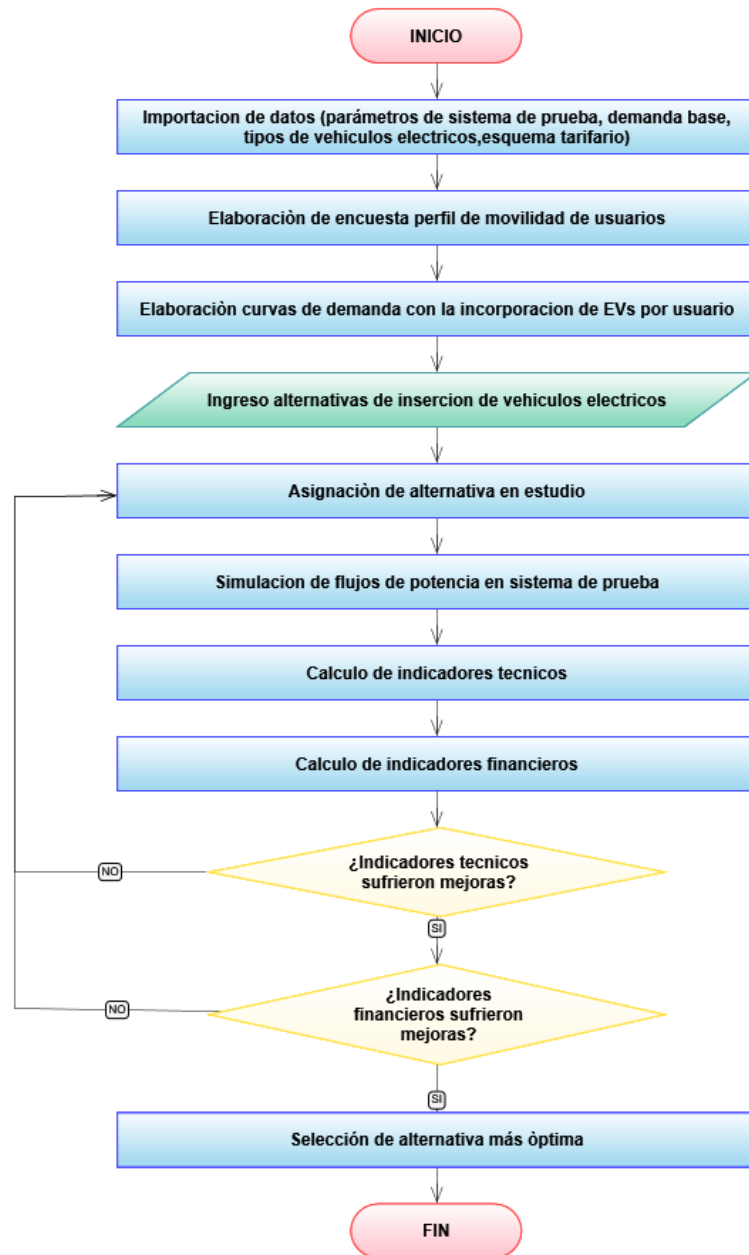 INICIO
Importacion de datos (parámetros de sistema de prueba, demanda base,
tipos de vehiculos electricos,esquema tarifario)
Elaboraciòn de encuesta perfil de movilidad de usuarios
Elaboraciòn curvas de demanda con la incorporacion de EVs por usuario
Ingreso alternativas de insercion de vehiculos electricos
Asignaciòn de alternativa en estudio
Simulacion de flujos de potencia en sistema de prueba
Calculo de indicadores tecnicos
Calculo de indicadores financieros
¿Indicadores tecnicos
sufrieron mejoras?
NO
SI
¿Indicadores
financieros sufrieron
mejoras?
NO
SI
Selección de alternativa más òptima
FIN